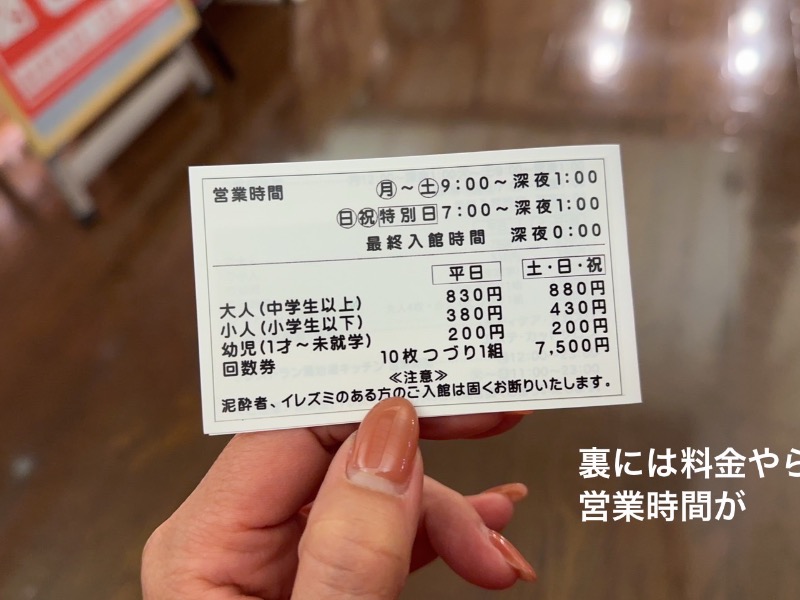 営業時間 ㊊～㊏9:00～深夜1:00
㊐㊗特別日7:00～深夜1:00
最終入館時間 深夜0:00
平日 土・日・祝
大人(中学生以上) 830円 880円
小人(小学生以下) 380円 430円
幼児(1才～未就学) 200円 200円
回数券 10枚つづり1組 7,500円
≪注意≫
泥酔者、イレズミのある方のご入館は固くお断りいたします。
裏には料金やら
営業時間が